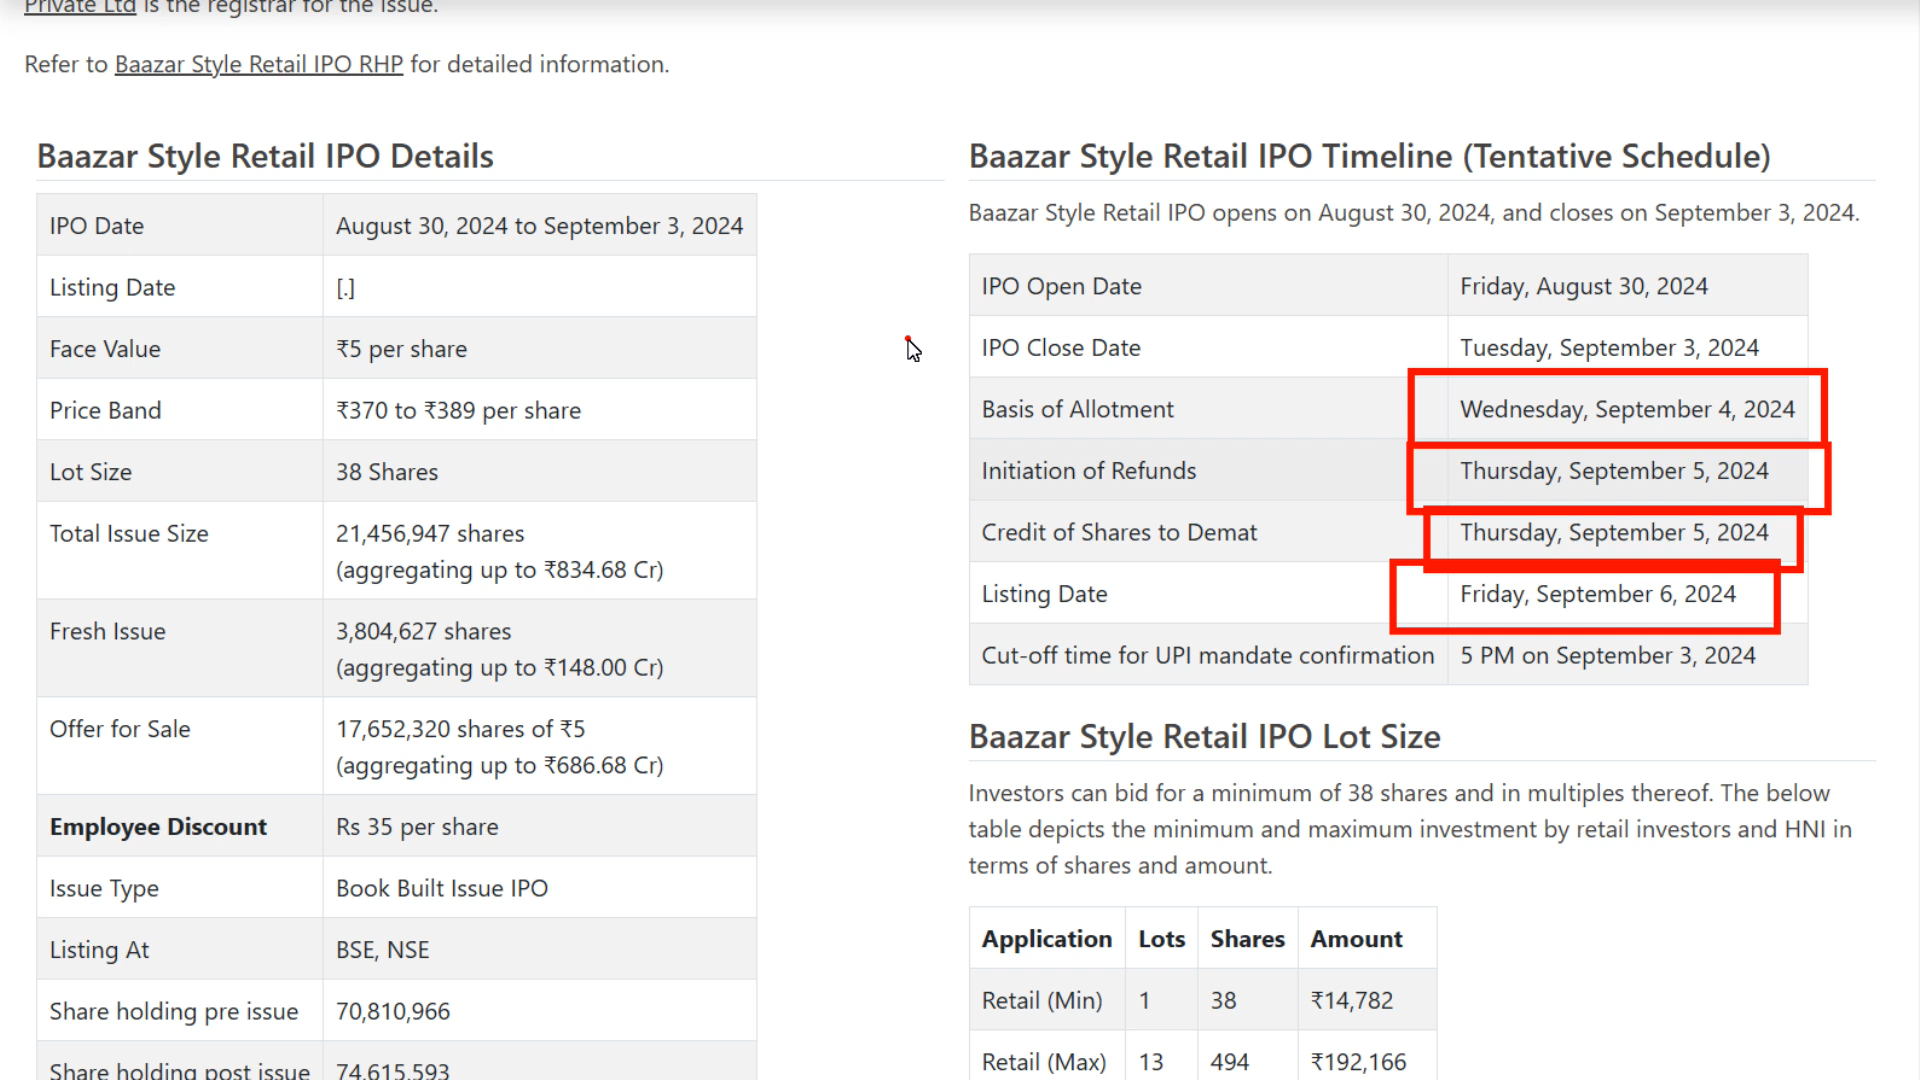 Private Ltd is the registrar for the issue.
Refer to Baazar Style Retail IPO RHP for detailed information.
Baazar Style Retail IPO Details
IPO Date August 30, 2024 to September 3, 2024
Listing Date [.]
Face Value ₹5 per share
Price Band ₹370 to ₹389 per share
Lot Size 38 Shares
Total Issue Size 21,456,947 shares
(aggregating up to ₹834.68 Cr)
Fresh Issue 3,804,627 shares
(aggregating up to ₹148.00 Cr)
Offer for Sale 17,652,320 shares of ₹5
(aggregating up to ₹686.68 Cr)
Employee Discount Rs 35 per share
Issue Type Book Built Issue IPO
Listing At BSE, NSE
Share holding pre issue 70,810,966
Share holding post issue 74,615,593
Baazar Style Retail IPO Timeline (Tentative Schedule)
Baazar Style Retail IPO opens on August 30, 2024, and closes on September 3, 2024.
IPO Open Date Friday, August 30, 2024
IPO Close Date Tuesday, September 3, 2024
Basis of Allotment Wednesday, September 4, 2024
Initiation of Refunds Thursday, September 5, 2024
Credit of Shares to Demat Thursday, September 5, 2024
Listing Date Friday, September 6, 2024
Cut-off time for UPI mandate confirmation 5 PM on September 3, 2024
Baazar Style Retail IPO Lot Size
Investors can bid for a minimum of 38 shares and in multiples thereof. The below
table depicts the minimum and maximum investment by retail investors and HNI in
terms of shares and amount.
Application Lots Shares Amount
Retail (Min) 1 38 ₹14,782
Retail (Max) 13 494 ₹192,166